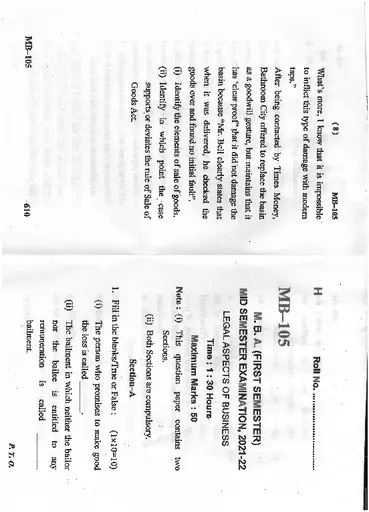 ( 8 ) MB–105
What's more, I know that it is impossible
to inflict this type of damage with modern
taps."
After being contacted by Times Money,
Bathroom City offered to replace the basin
as a goodwill gesture, but maintains that it
has 'clear proof' that it did not damage the
basin because "Mr. Bell clearly states that
when it was delivered, he checked the
goods over and found no initial fault".
(i) Identify the elements of sale of goods.
(ii) Identify in which point the case
supports or deviates the rule of Sale of
Goods Act.
MB–105 610
H Roll No. ..............................
MB–105
M. B. A. (FIRST SEMESTER)
MID SEMESTER EXAMINATION, 2021-22
LEGAL ASPECTS OF BUSINESS
Time : 1 : 30 Hours
Maximum Marks : 50
Note : (i) This question paper contains two
Sections.
(ii) Both Sections are compulsory.
Section–A
1. Fill in the blanks/True or False : (1×10=10)
(i) The person who promises to make good
the loss is called ______.
(ii) The bailment in which neither the bailor
nor the bailee is entitled to any
remuneration is called ______
bailment.
P. T. O.